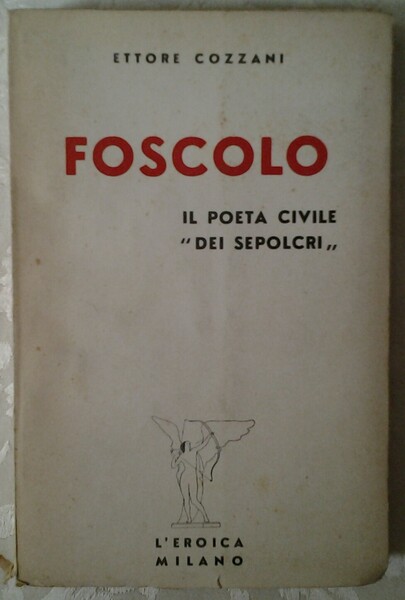 ETTORE COZZANI
FOSCOLO
IL POETA CIVILE
"DEI SEPOLCRI„
L'EROICA
MILANO